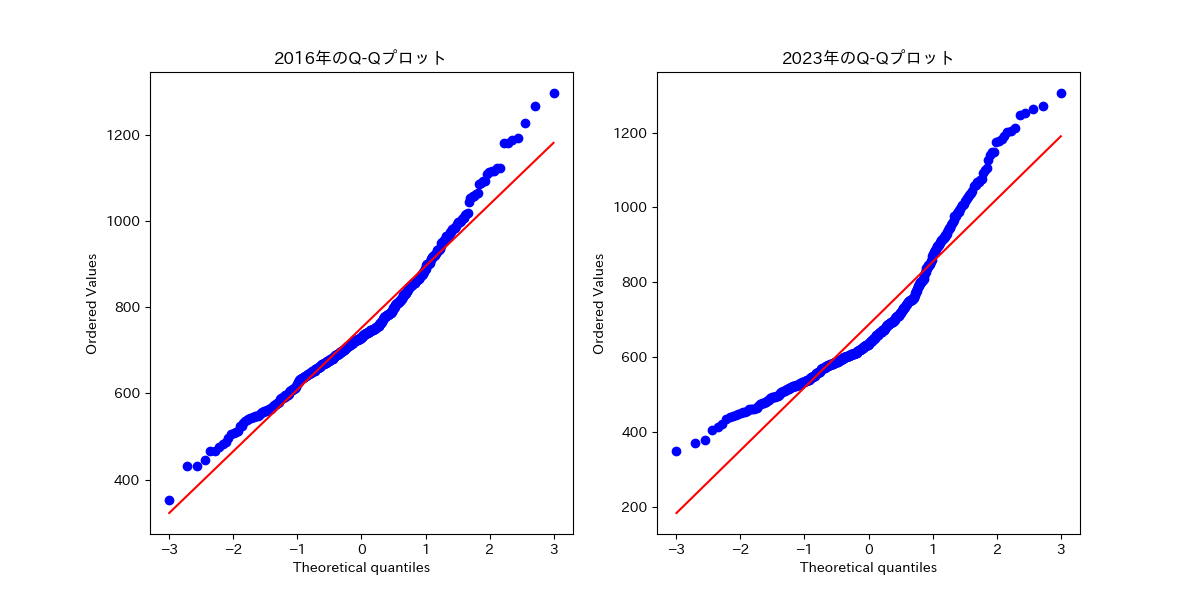 2016年のQ-Qプロット
1200
1000
800
600
400
Ordered Values
−3 −2 −1 0 1 2 3
Theoretical quantiles
2023年のQ-Qプロット
1200
1000
800
600
400
200
Ordered Values
−3 −2 −1 0 1 2 3
Theoretical quantiles